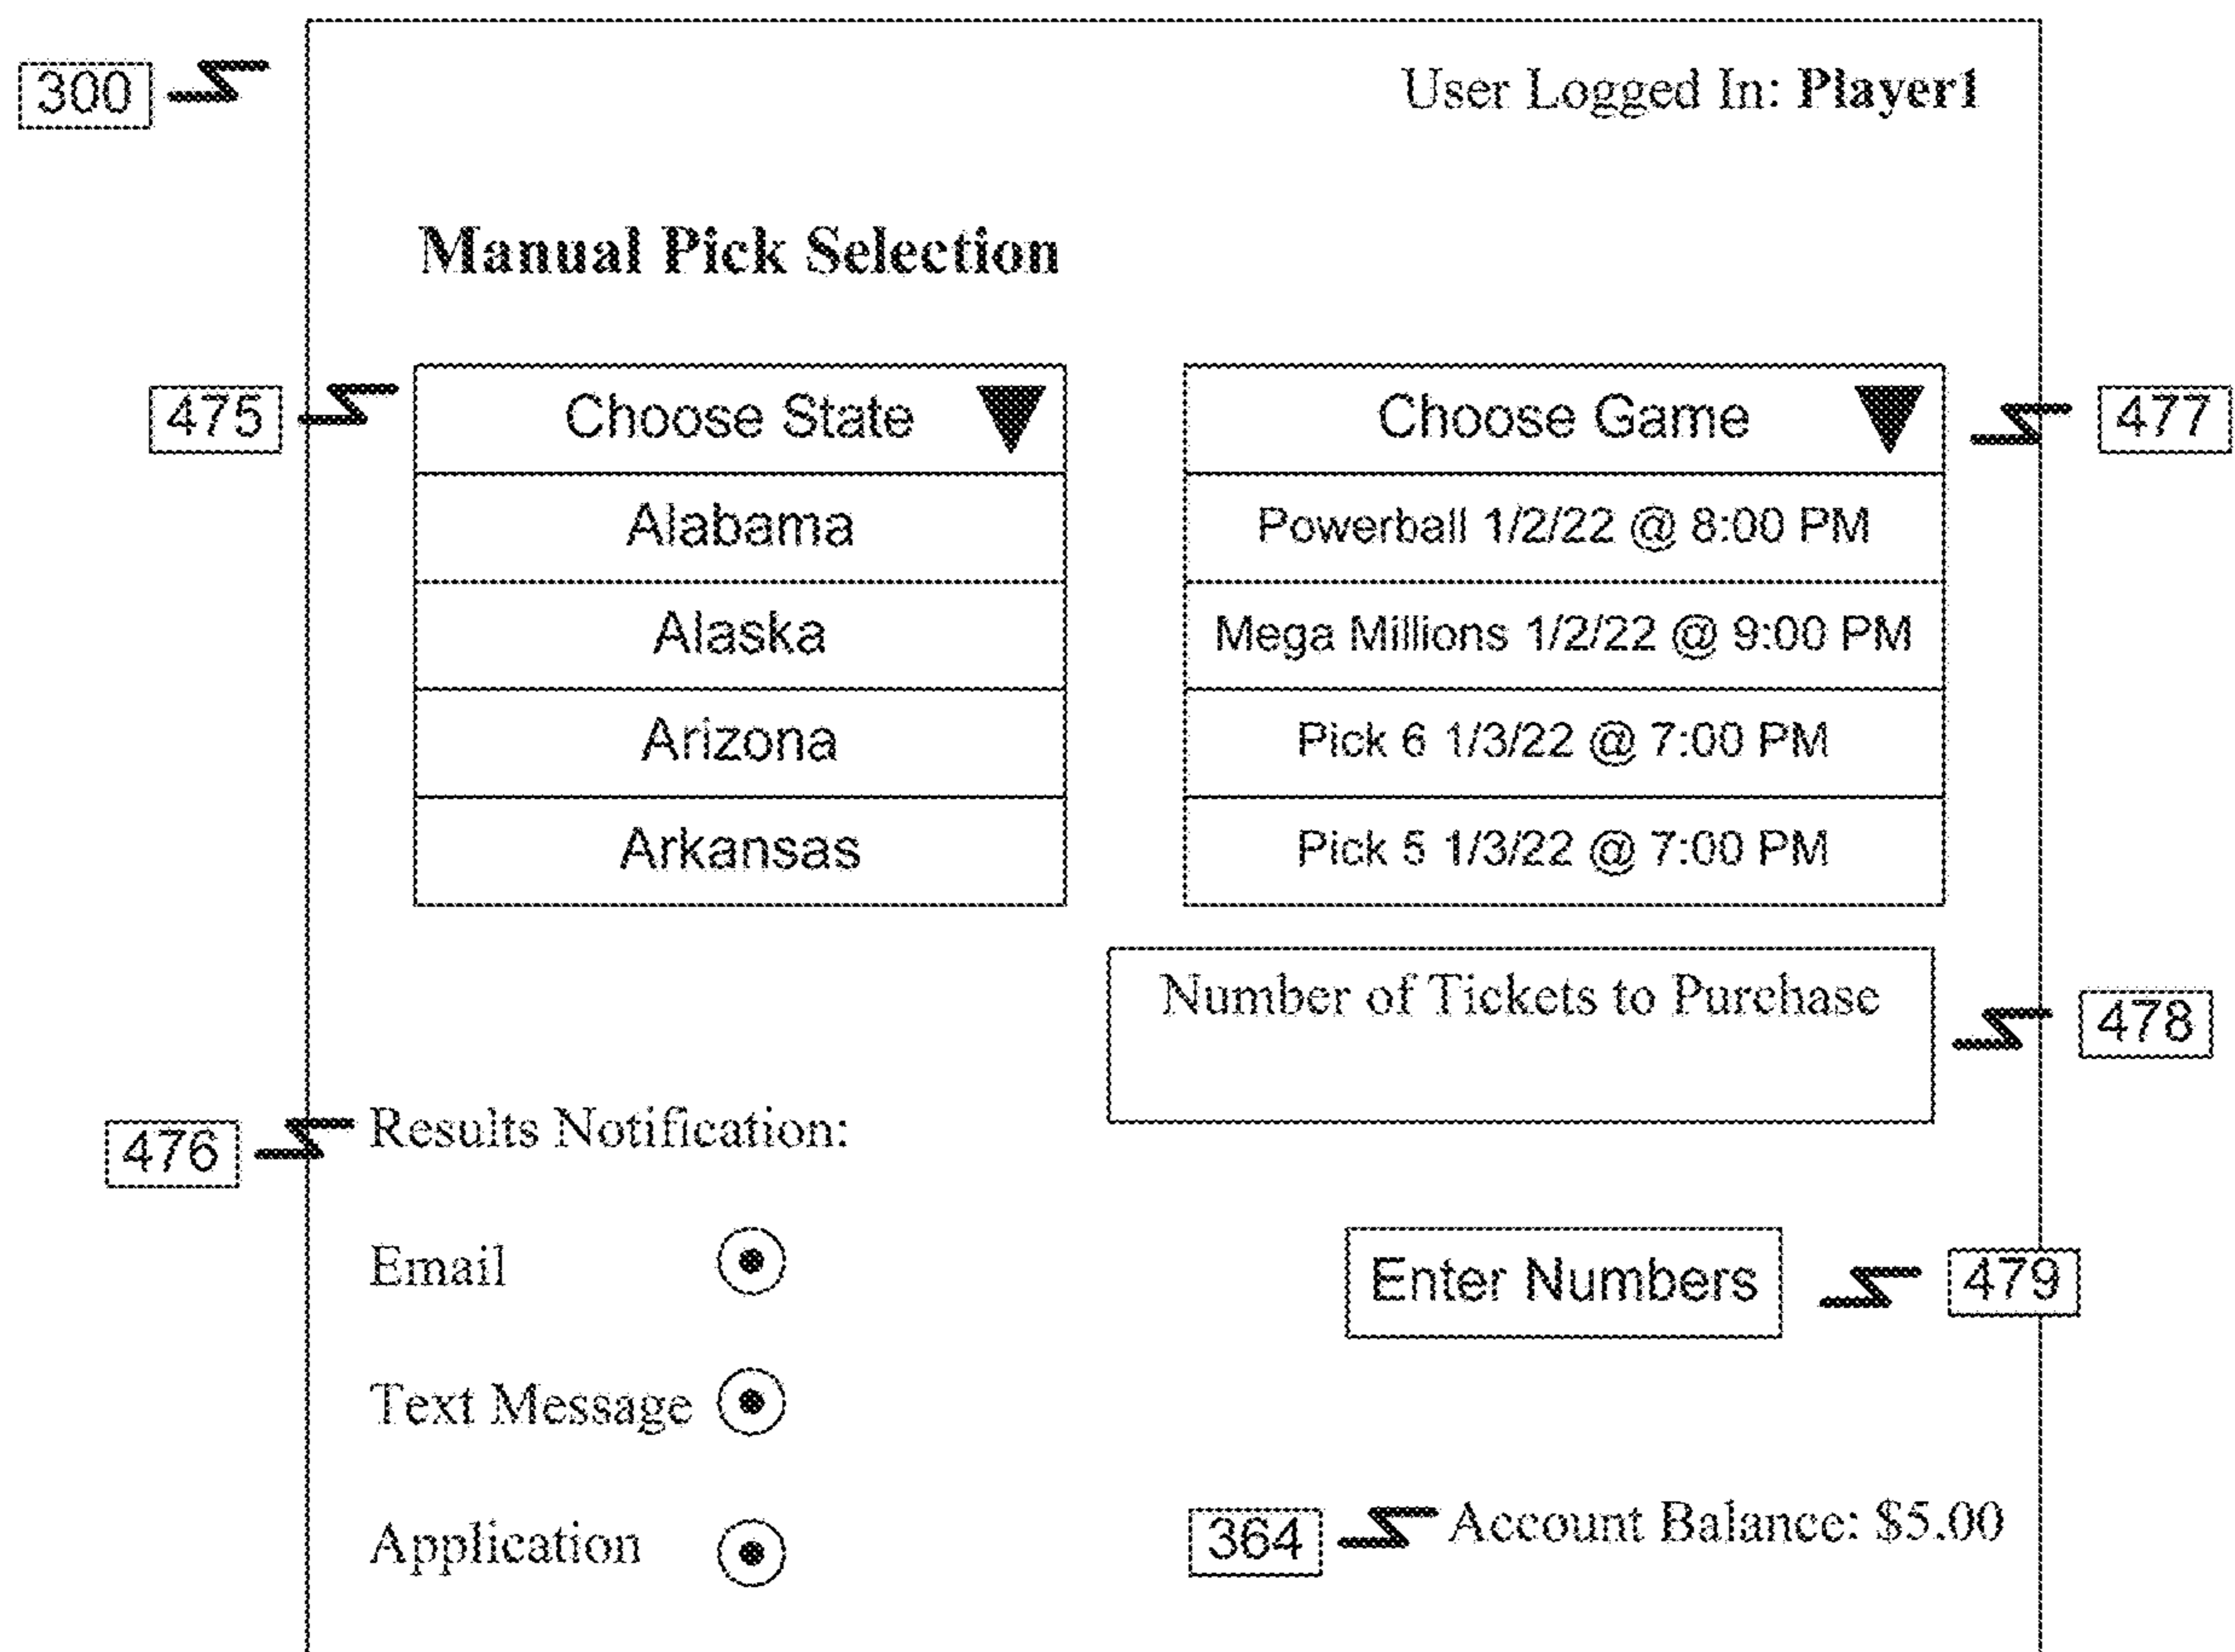 300
User Logged In: Player1
Manual Pick Selection
475
Choose State
Alabama
Alaska
Arizona
Arkansas
Choose Game
477
Powerball 1/2/22 @ 8:00 PM
Mega Millions 1/2/22 @ 9:00 PM
Pick 6 1/3/22 @ 7:00 PM
Pick 5 1/3/22 @ 7:00 PM
Number of Tickets to Purchase
478
476
Results Notification:
Email
Text Message
Application
Enter Numbers
479
364
Account Balance: $5.00